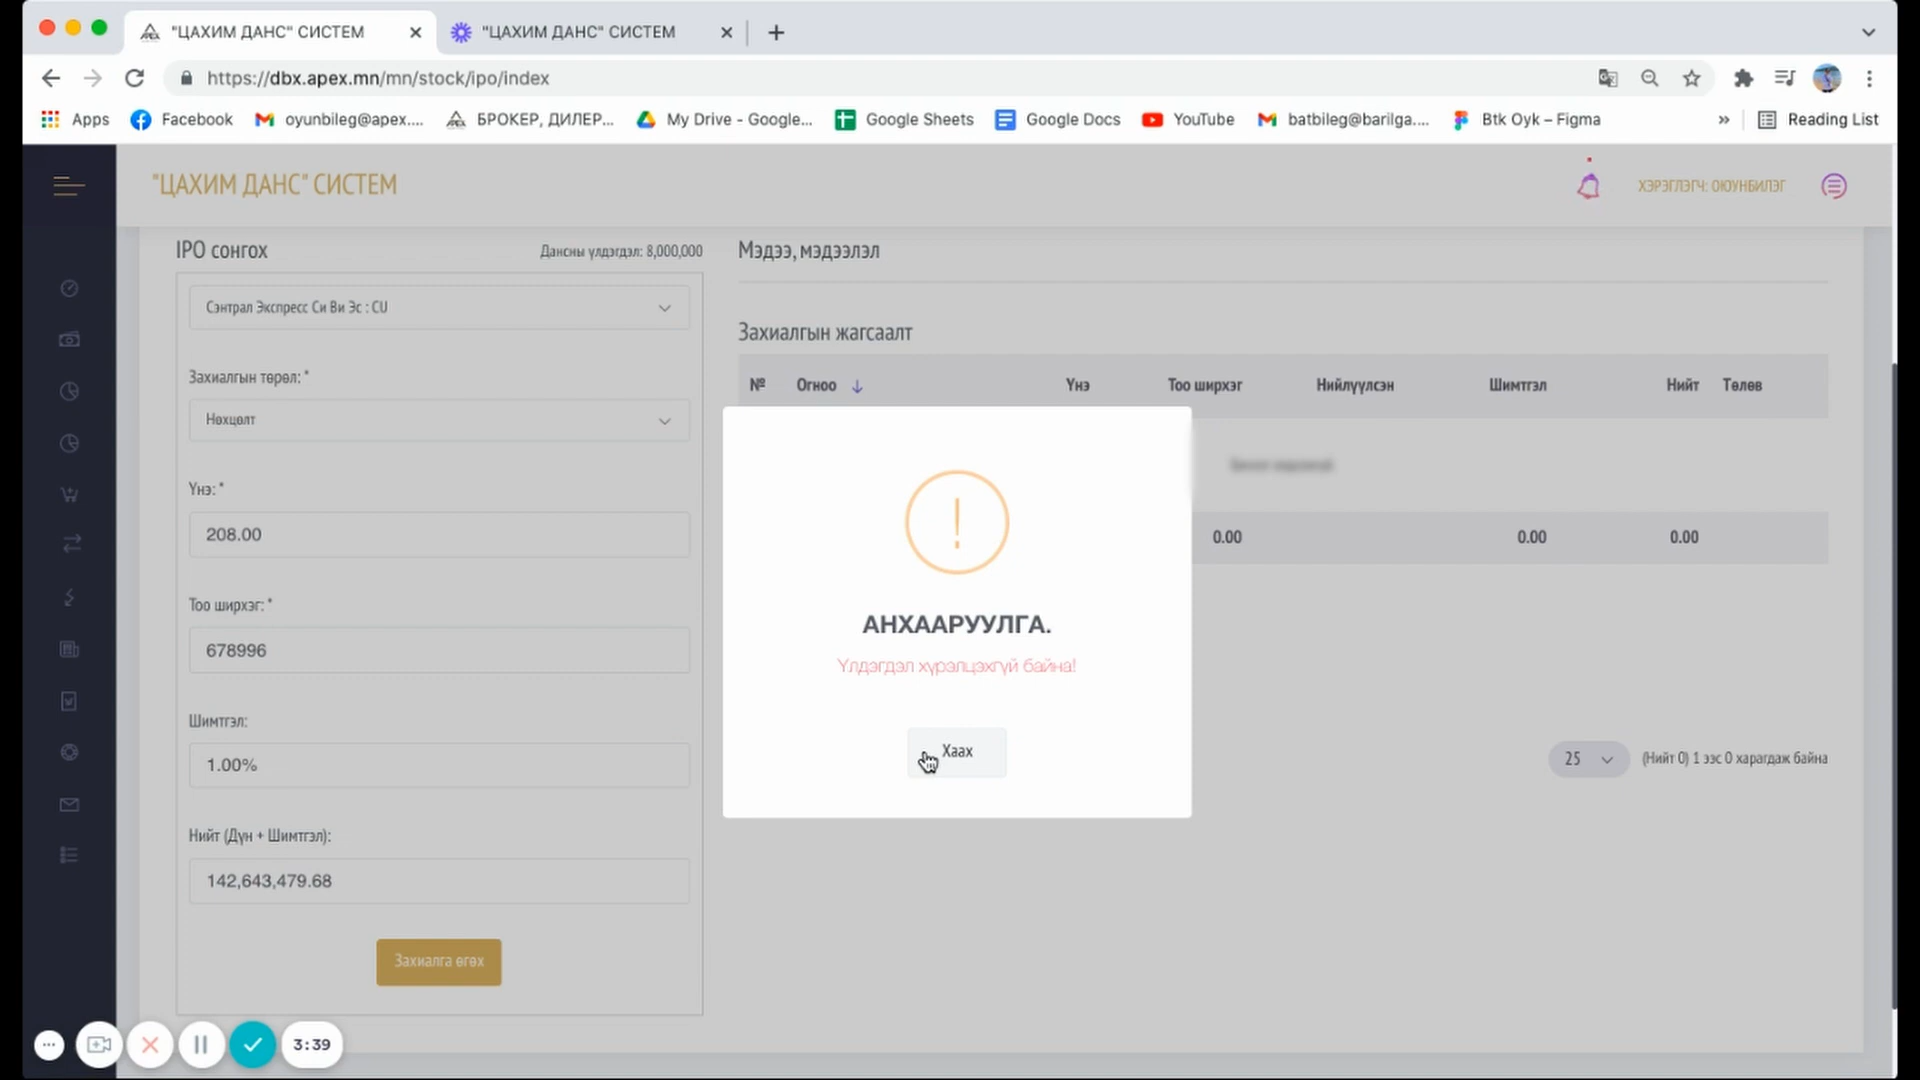 "ЦАХИМ ДАНС" СИСТЕМ
"ЦАХИМ ДАНС" СИСТЕМ
https://dbx.apex.mn/mn/stock/ipo/index
Apps
Facebook
oyunbileg@apex....
БРОКЕР, ДИЛЕР...
My Drive - Google...
Google Sheets
Google Docs
YouTube
batbileg@barilga....
Btk Oyk – Figma
»
Reading List
"ЦАХИМ ДАНС" СИСТЕМ
ХЭРЭГЛЭГЧ: ОЮУНБИЛЭГ
IPO сонгох
Дансны үлдэгдэл: 8,000,000
Сэнтрал Экспресс Си Ви Эс : CU
Захиалгын төрөл: *
Нөхцөлт
Үнэ: *
208.00
Тоо ширхэг: *
678996
Шимтгэл:
1.00%
Нийт (Дүн + Шимтгэл):
142,643,479.68
Захиалга өгөх
Мэдээ, мэдээлэл
Захиалгын жагсаалт
№ Огноо Үнэ Тоо ширхэг Нийлүүлсэн Шимтгэл Нийт Төлөв
0.00 0.00 0.00
25
(Нийт 0) 1 ээс 0 харагдаж байна
АНХААРУУЛГА.
Үлдэгдэл хүрэлцэхгүй байна!
Хаах
3:39